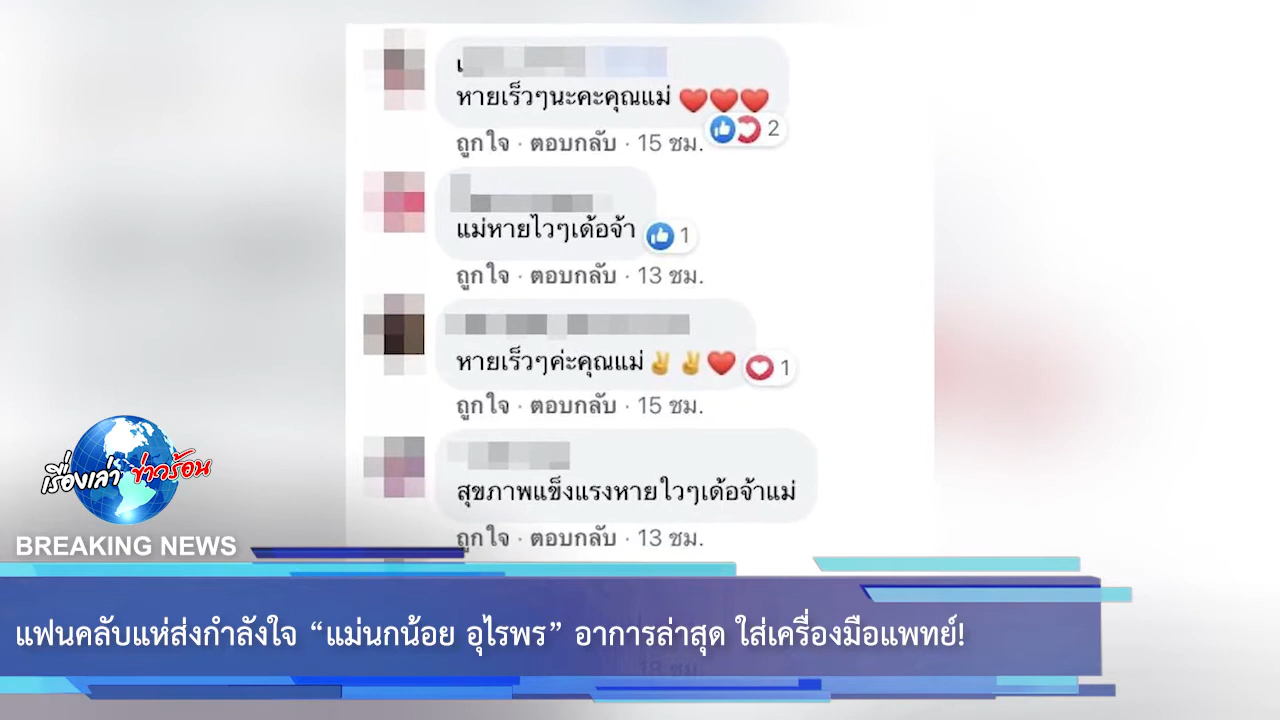 หายเร็วๆนะคะคุณแม่ ❤️❤️❤️
ถูกใจ · ตอบกลับ · 15 ชม.
2
แม่หายไวๆเด้อจ้า
1
ถูกใจ · ตอบกลับ · 13 ชม.
หายเร็วๆค่ะคุณแม่✌️✌️❤️
1
ถูกใจ · ตอบกลับ · 15 ชม.
สุขภาพแข็งแรงหายใวๆเด้อจ้าแม่
ถูกใจ · ตอบกลับ · 13 ชม.
เรื่องเล่า ข่าวร้อน
BREAKING NEWS
แฟนคลับแห่ส่งกำลังใจ “แม่นกน้อย อุไรพร” อาการล่าสุด ใส่เครื่องมือแพทย์!